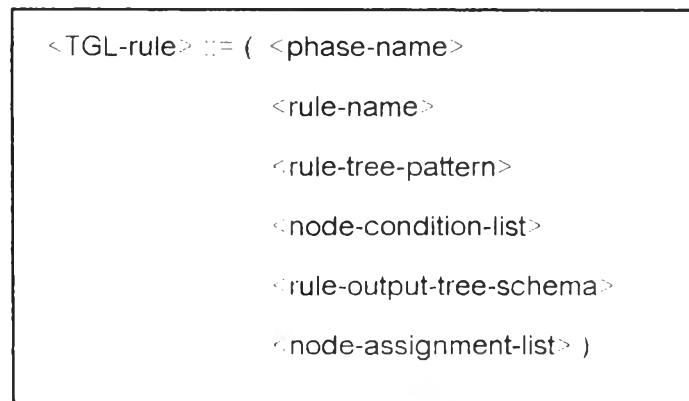 <TGL-rule> ::= ( <phase-name>
<rule-name>
<rule-tree-pattern>
<node-condition-list>
<rule-output-tree-schema>
<node-assignment-list> )